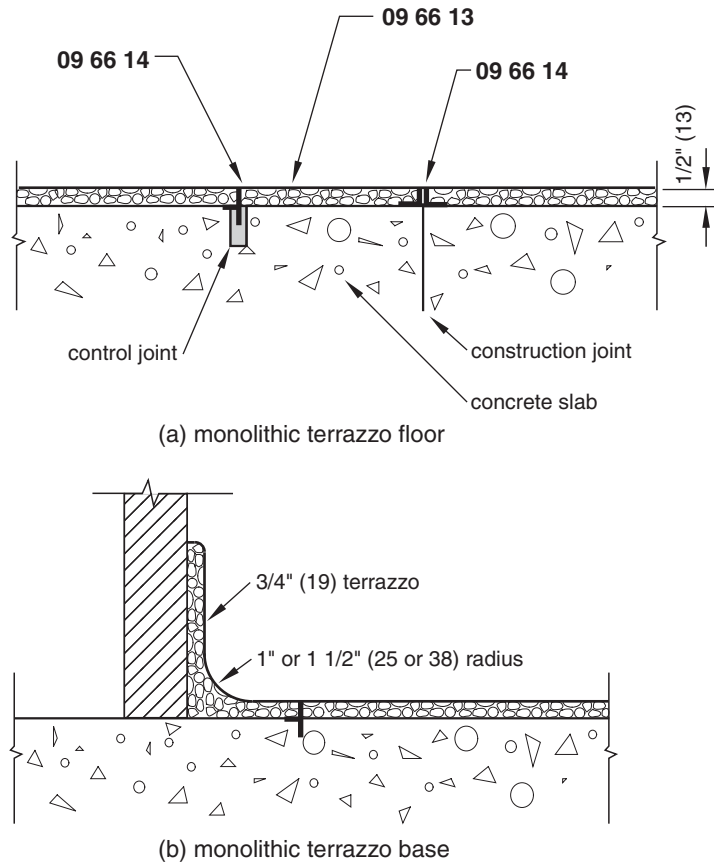 09 66 13
09 66 14
09 66 14
1/2" (13)
control joint
construction joint
concrete slab
(a) monolithic terrazzo floor
3/4" (19) terrazzo
1" or 1 1/2" (25 or 38) radius
(b) monolithic terrazzo base